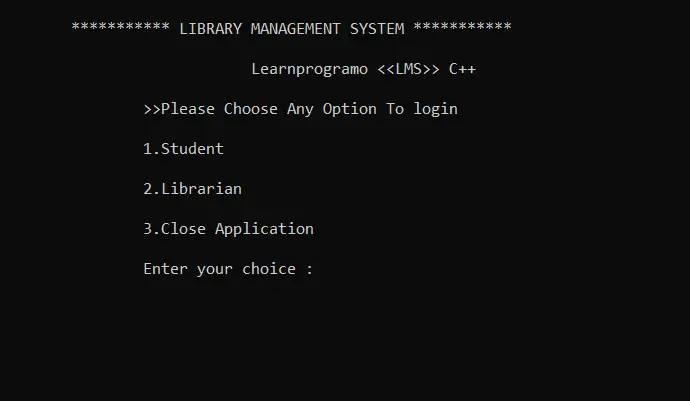 *********** LIBRARY MANAGEMENT SYSTEM ***********
Learnprogramo <<LMS>> C++
>>Please Choose Any Option To login
1.Student
2.Librarian
3.Close Application
Enter your choice :